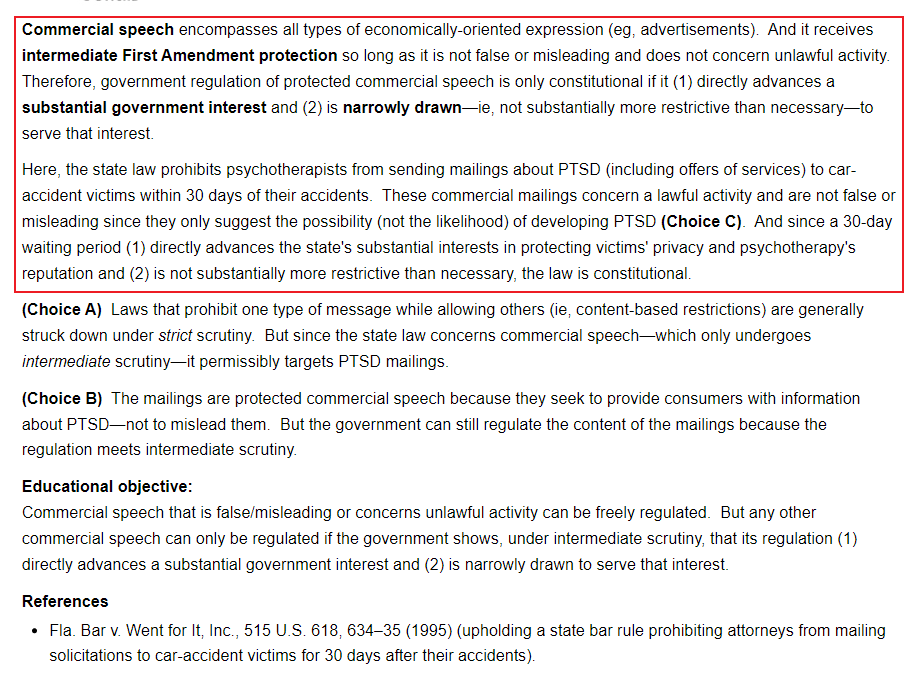 Commercial speech encompasses all types of economically-oriented expression (eg, advertisements). And it receives
intermediate First Amendment protection so long as it is not false or misleading and does not concern unlawful activity.
Therefore, government regulation of protected commercial speech is only constitutional if it (1) directly advances a
substantial government interest and (2) is narrowly drawn—ie, not substantially more restrictive than necessary—to
serve that interest.
Here, the state law prohibits psychotherapists from sending mailings about PTSD (including offers of services) to car-
accident victims within 30 days of their accidents. These commercial mailings concern a lawful activity and are not false or
misleading since they only suggest the possibility (not the likelihood) of developing PTSD (Choice C). And since a 30-day
waiting period (1) directly advances the state's substantial interests in protecting victims' privacy and psychotherapy's
reputation and (2) is not substantially more restrictive than necessary, the law is constitutional.
(Choice A) Laws that prohibit one type of message while allowing others (ie, content-based restrictions) are generally
struck down under strict scrutiny. But since the state law concerns commercial speech—which only undergoes
intermediate scrutiny—it permissibly targets PTSD mailings.
(Choice B) The mailings are protected commercial speech because they seek to provide consumers with information
about PTSD—not to mislead them. But the government can still regulate the content of the mailings because the
regulation meets intermediate scrutiny.
Educational objective:
Commercial speech that is false/misleading or concerns unlawful activity can be freely regulated. But any other
commercial speech can only be regulated if the government shows, under intermediate scrutiny, that its regulation (1)
directly advances a substantial government interest and (2) is narrowly drawn to serve that interest.
References
• Fla. Bar v. Went for It, Inc., 515 U.S. 618, 634–35 (1995) (upholding a state bar rule prohibiting attorneys from mailing
solicitations to car-accident victims for 30 days after their accidents).